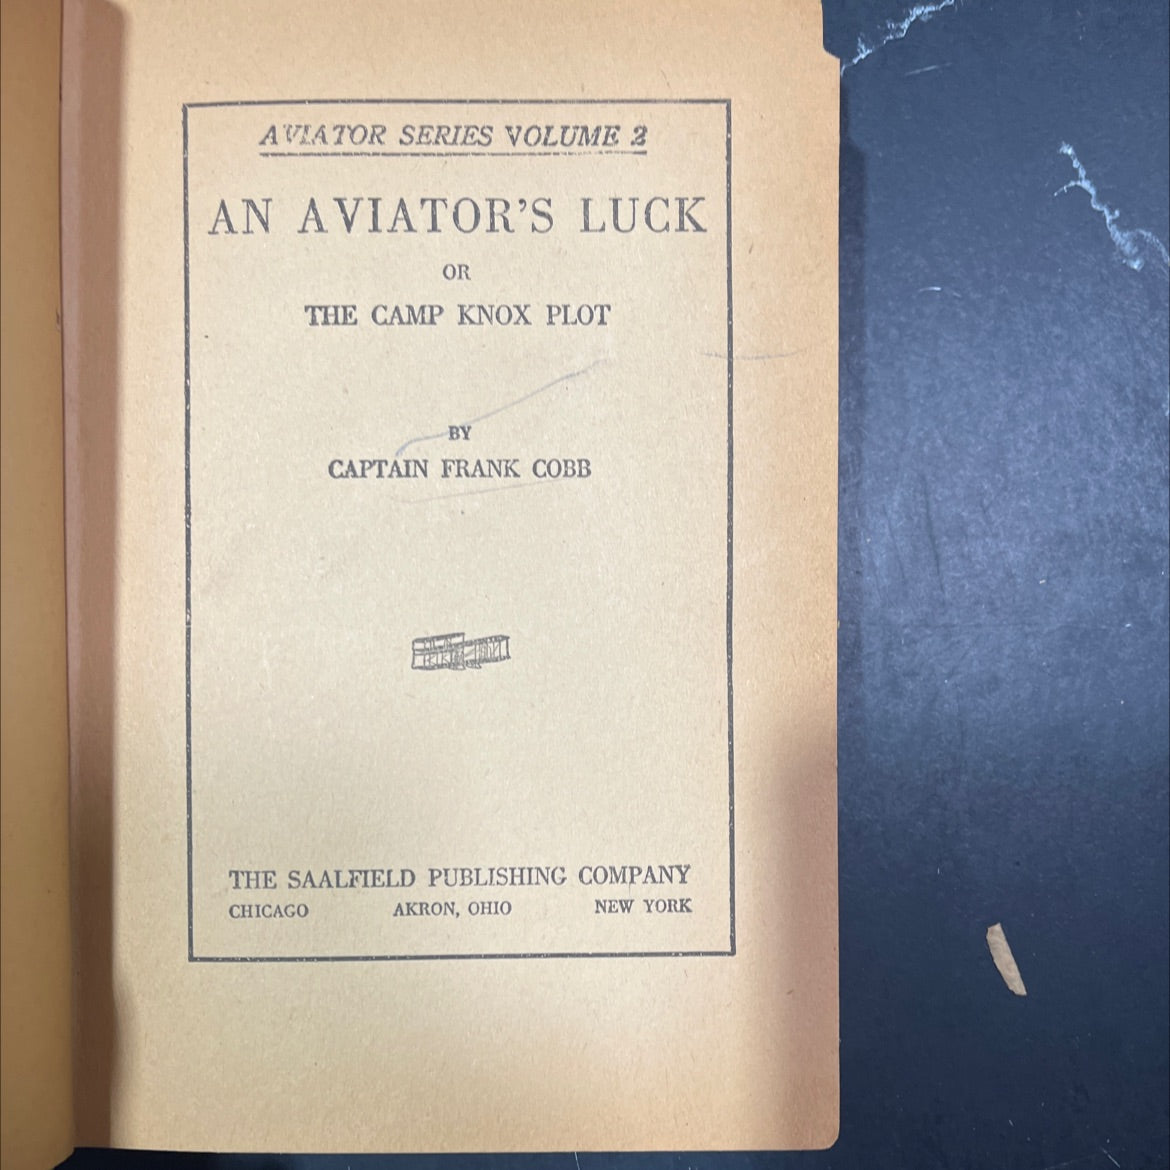 AVIATOR SERIES VOLUME 2
AN AVIATOR'S LUCK
OR
THE CAMP KNOX PLOT
BY
CAPTAIN FRANK COBB
THE SAALFIELD PUBLISHING COMPANY
CHICAGO AKRON, OHIO NEW YORK